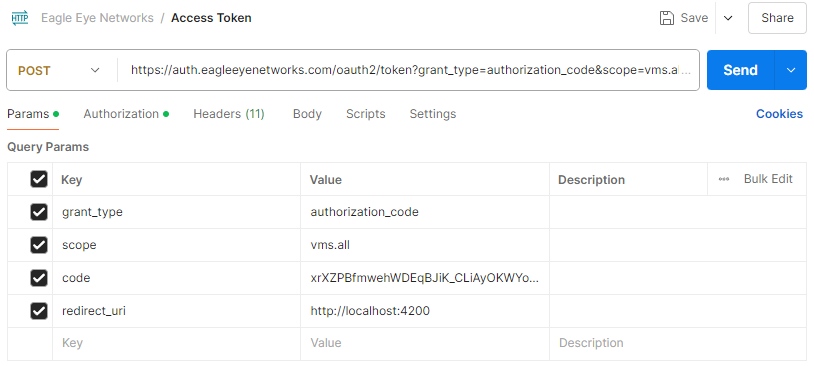 HTTP Eagle Eye Networks / Access Token Save Share
POST https://auth.eagleeyenetworks.com/oauth2/token?grant_type=authorization_code&scope=vms.al... Send
Params Authorization Headers (11) Body Scripts Settings Cookies
Query Params
Key Value Description ••• Bulk Edit
grant_type authorization_code
scope vms.all
code xrXZPBfmwehWDEqBJiK_CLiAyOKWYo...
redirect_uri http://localhost:4200
Key Value Description